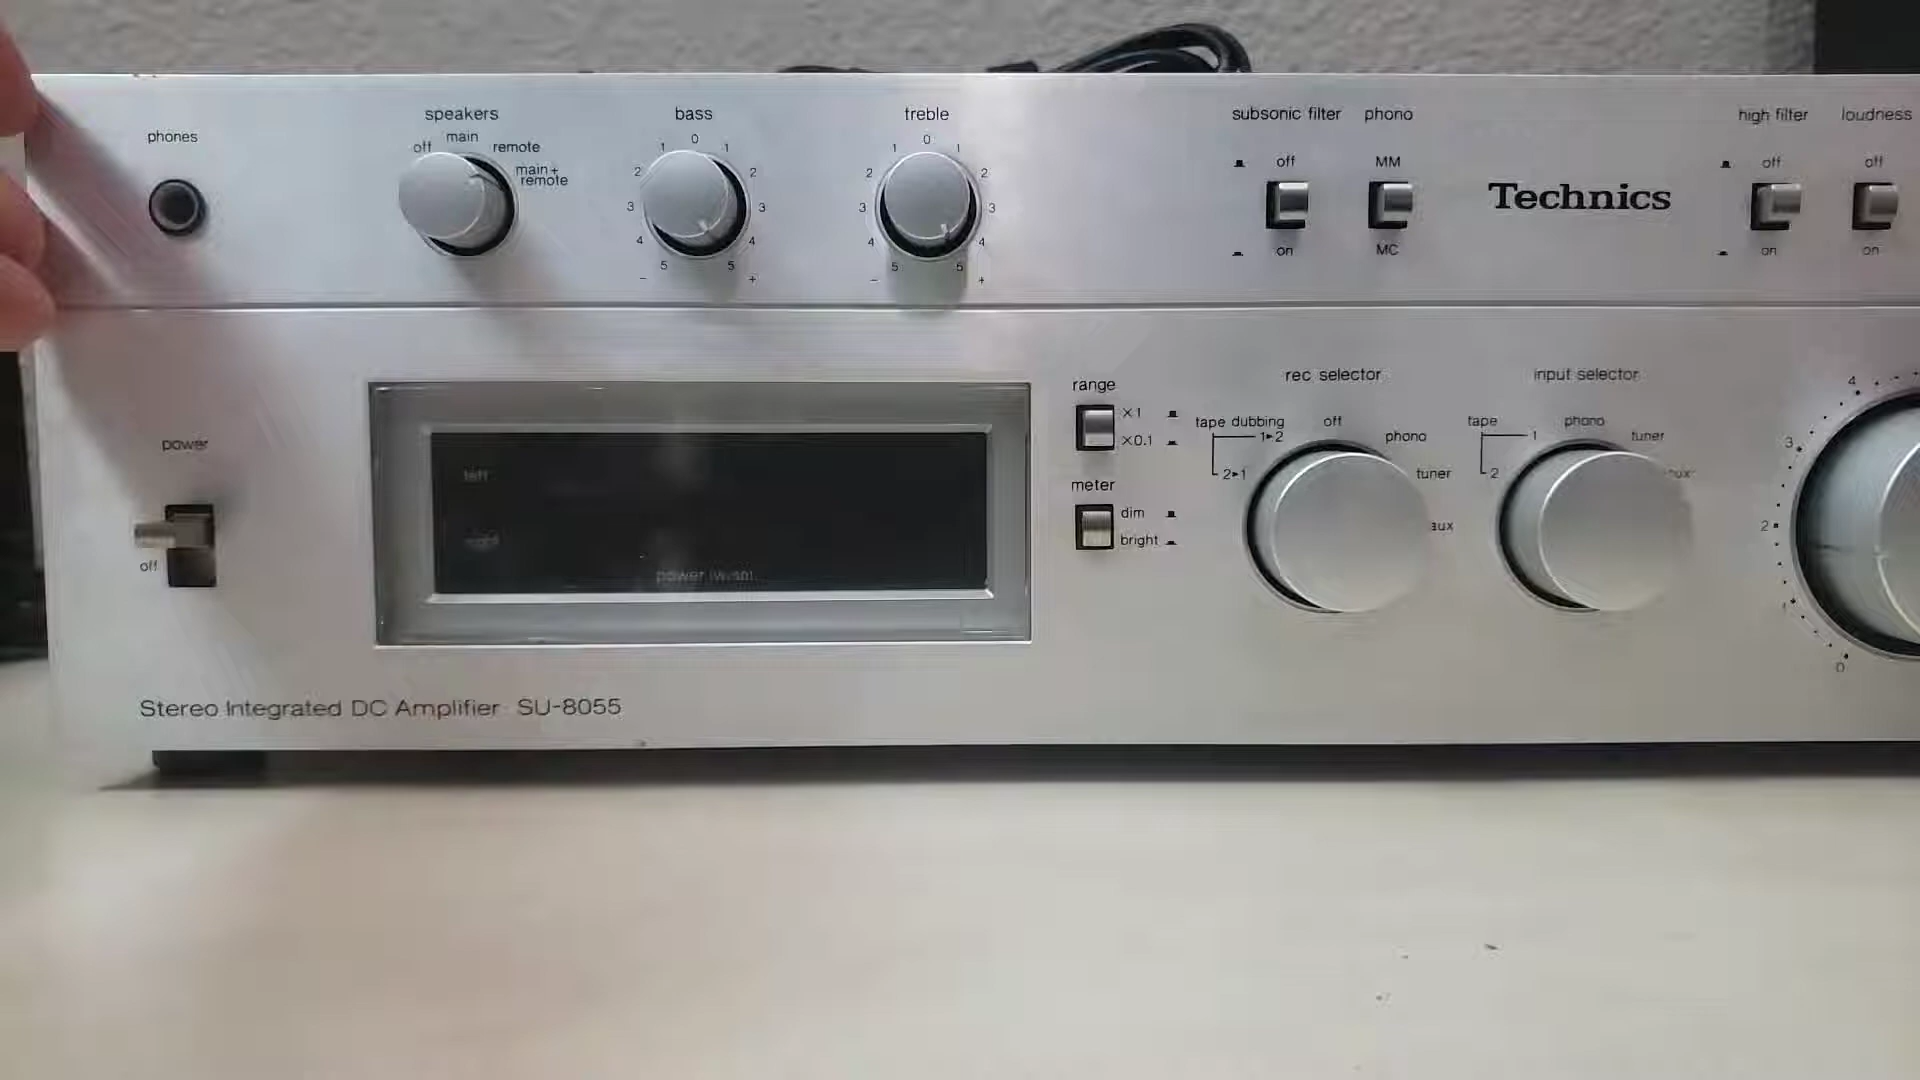 phones
speakers
off
main
remote
main+
remote
bass
0
1 1
2 2
3 3
4 4
5 5
- +
treble
0
1 1
2 2
3 3
4 4
5 5
- +
subsonic filter
off
on
phono
MM
MC
Technics
high filter
off
on
loudness
off
on
power
off
left
right
range
×1
×0.1
meter
dim
bright
rec selector
tape dubbing
1▸2
2▸1
off
phono
tuner
aux
input selector
tape
1
2
phono
tuner
aux
4
3
2
1
0
power
Stereo Integrated DC Amplifier SU-8055